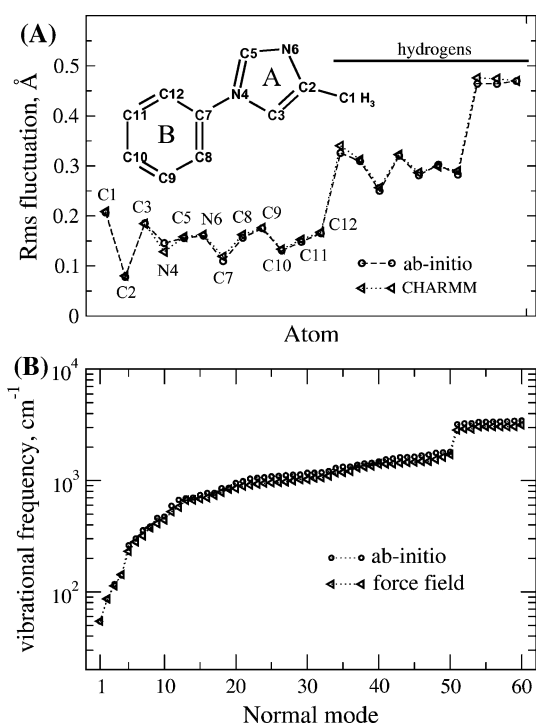 (A)
hydrogens
0.5
0.4
0.3
0.2
0.1
0
Rms fluctuation, Å
C5
N6
A
C12
N4
C2
C11
C7
C3
C1 H3
B
C10
C8
C9
C1
C3
C5
N6
C8
C9
C12
C2
N4
C7
C10
C11
ab-initio
CHARMM
Atom
(B)
10^4
10^3
10^2
vibrational frequency, cm^-1
ab-initio
force field
1
10
20
30
40
50
60
Normal mode